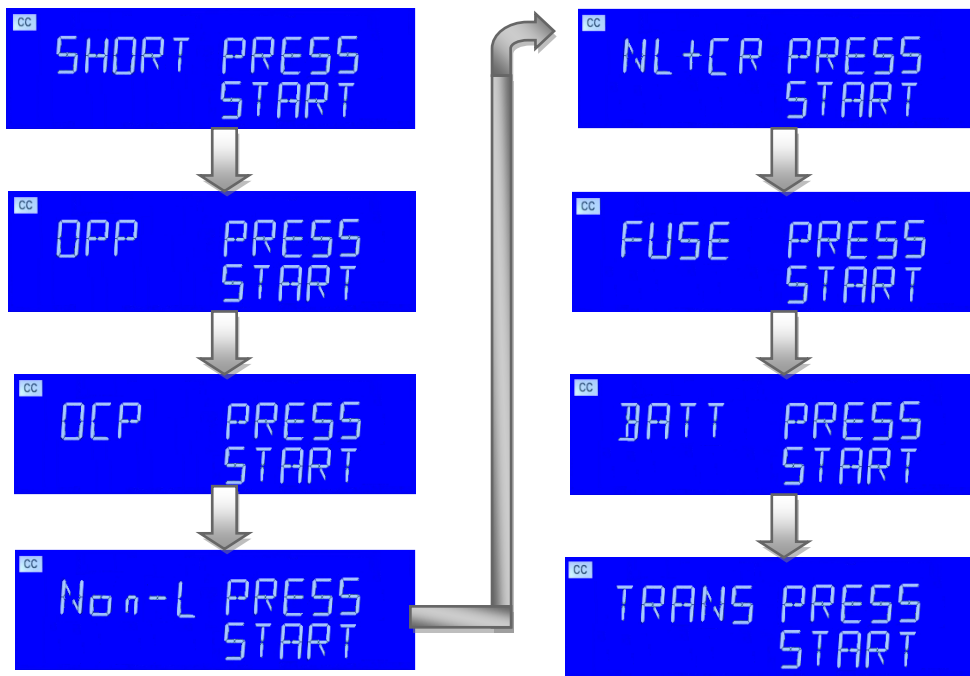 CC
SHORT PRESS
START
CC
OPP PRESS
START
CC
OCP PRESS
START
CC
Non-L PRESS
START
CC
NL+CR PRESS
START
CC
FUSE PRESS
START
CC
BATT PRESS
START
CC
TRANS PRESS
START